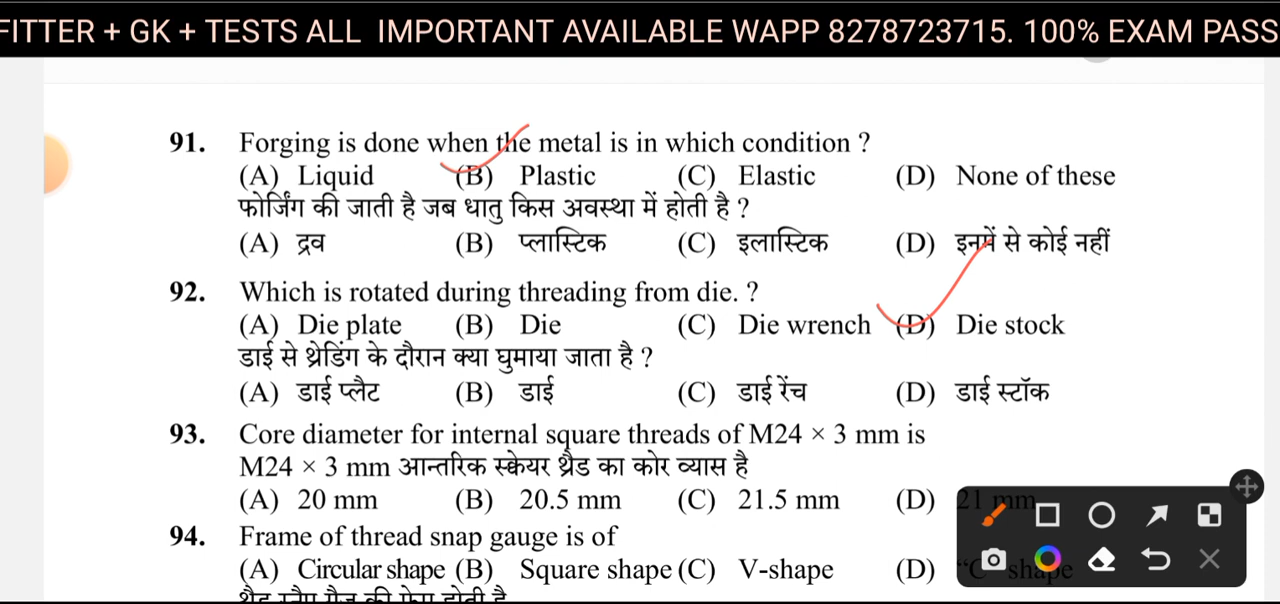 FITTER + GK + TESTS ALL IMPORTANT AVAILABLE WAPP 8278723715. 100% EXAM PASS
91. Forging is done when the metal is in which condition ?
(A) Liquid (B) Plastic (C) Elastic (D) None of these
फोर्जिंग की जाती है जब धातु किस अवस्था में होती है ?
(A) द्रव (B) प्लास्टिक (C) इलास्टिक (D) इनमें से कोई नहीं
92. Which is rotated during threading from die. ?
(A) Die plate (B) Die (C) Die wrench (D) Die stock
डाई से थ्रेडिंग के दौरान क्या घुमाया जाता है ?
(A) डाई प्लैट (B) डाई (C) डाई रेंच (D) डाई स्टॉक
93. Core diameter for internal square threads of M24 × 3 mm is
M24 × 3 mm आन्तरिक स्क्वेयर थ्रैड का कोर व्यास है
(A) 20 mm (B) 20.5 mm (C) 21.5 mm (D) 21 mm
94. Frame of thread snap gauge is of
(A) Circular shape (B) Square shape (C) V-shape (D) “C” shape